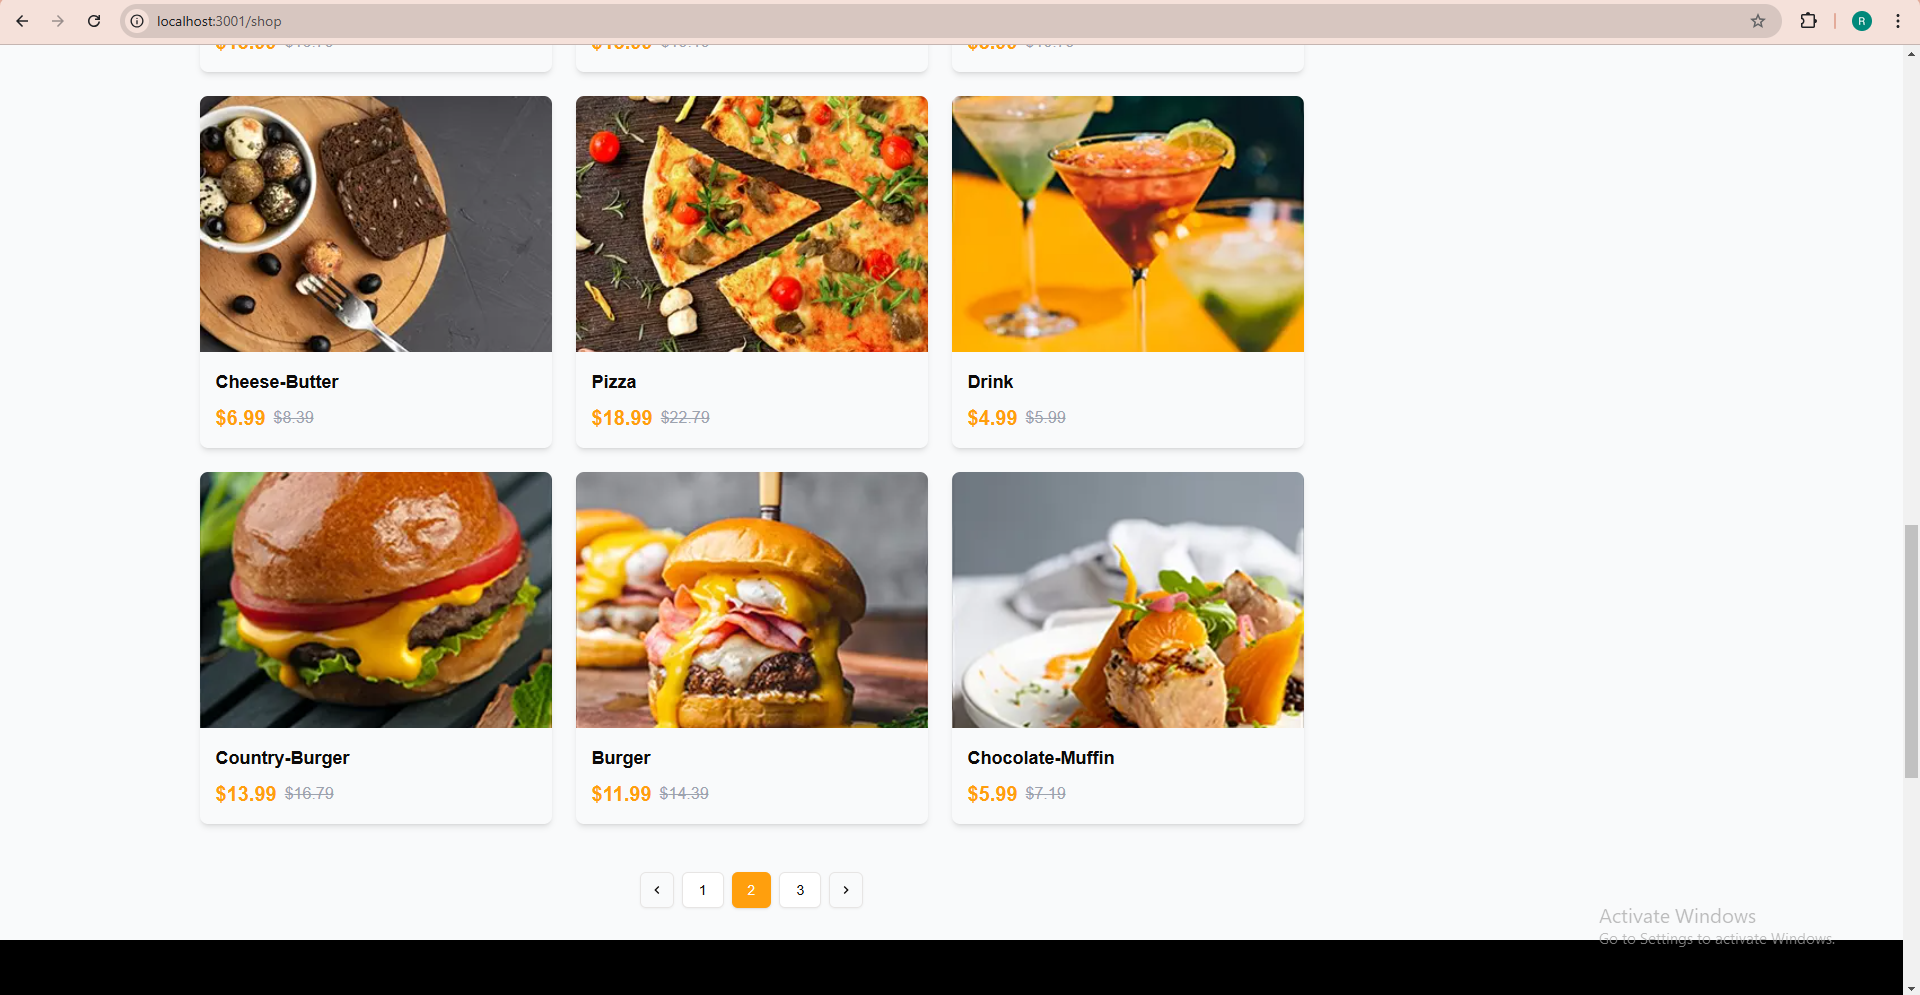 localhost:3001/shop
R
Cheese-Butter
Pizza
Drink
$6.99 $8.39
$18.99 $22.79
$4.99 $5.99
Country-Burger
Burger
Chocolate-Muffin
$13.99 $16.79
$11.99 $14.39
$5.99 $7.19
1 2 3
Activate Windows
Go to Settings to activate Windows.